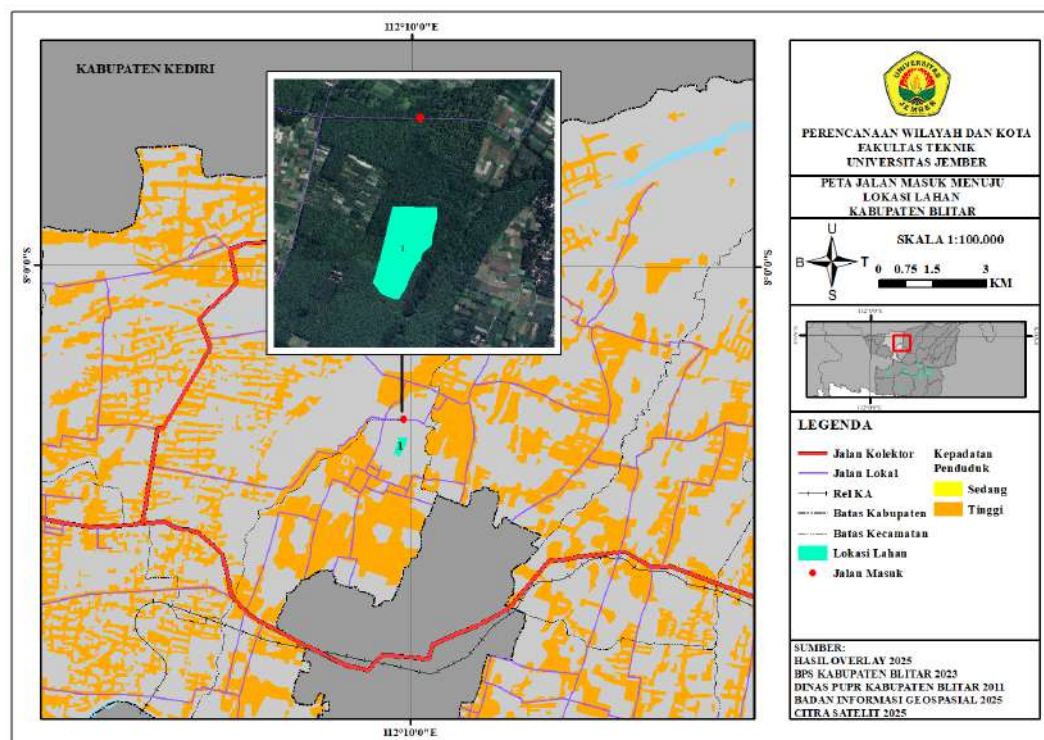 112°10'0"E
KABUPATEN KEDIRI
8°0'0"S
8°0'0"S
1
1
112°10'0"E
UNIVERSITAS
JEMBER
PERENCANAAN WILAYAH DAN KOTA
FAKULTAS TEKNIK
UNIVERSITAS JEMBER
PETA JALAN MASUK MENUJU
LOKASI LAHAN
KABUPATEN BLITAR
U
B
T
S
SKALA 1:100.000
0 0.75 1.5 3
KM
LEGENDA
Jalan Kolektor
Jalan Lokal
Rel KA
Batas Kabupaten
Batas Kecamatan
Lokasi Lahan
Jalan Masuk
Kepadatan
Penduduk
Sedang
Tinggi
SUMBER:
HASIL OVERLAY 2025
BPS KABUPATEN BLITAR 2023
DINAS PUPR KABUPATEN BLITAR 2011
BADAN INFORMASI GEOSPASIAL 2025
CITRA SATELIT 2025